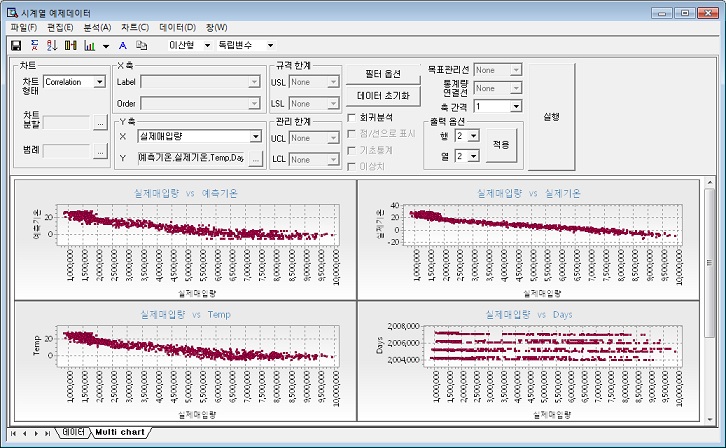 시계열 예제데이터
파일(F) 편집(E) 분석(A) 차트(C) 데이터(D) 창(W)
이산형 독립변수
차트
차트 형태 Correlation
차트 분할 ...
범례 ...
X 축
Label
Order
Y 축
X 실제매입량
Y 예측기온,실제기온,Temp,Day ...
규격 한계
USL None
LSL None
관리 한계
UCL None
LCL None
필터 옵션
데이터 초기화
회귀분석
점/선으로 표시
기초통계
이상치
목표관리선 None
통계량 연결선 None
축 간격 1
출력 옵션
행 2
열 2
적용
실행
실제매입량 vs 예측기온
예측기온
20
0
1,000,000 1,500,000 2,000,000 2,500,000 3,000,000 3,500,000 4,000,000 4,500,000 5,000,000 5,500,000 6,000,000 6,500,000 7,000,000 7,500,000 8,000,000 8,500,000 9,000,000 9,500,000 10,000,000
실제매입량
실제매입량 vs 실제기온
실제기온
40
20
0
-20
1,000,000 1,500,000 2,000,000 2,500,000 3,000,000 3,500,000 4,000,000 4,500,000 5,000,000 5,500,000 6,000,000 6,500,000 7,000,000 7,500,000 8,000,000 8,500,000 9,000,000 9,500,000 10,000,000
실제매입량
실제매입량 vs Temp
Temp
20
0
1,000,000 1,500,000 2,000,000 2,500,000 3,000,000 3,500,000 4,000,000 4,500,000 5,000,000 5,500,000 6,000,000 6,500,000 7,000,000 7,500,000 8,000,000 8,500,000 9,000,000 9,500,000 10,000,000
실제매입량
실제매입량 vs Days
Days
2,008,000
2,006,000
2,004,000
1,000,000 1,500,000 2,000,000 2,500,000 3,000,000 3,500,000 4,000,000 4,500,000 5,000,000 5,500,000 6,000,000 6,500,000 7,000,000 7,500,000 8,000,000 8,500,000 9,000,000 9,500,000 10,000,000
실제매입량
데이터 Multi chart